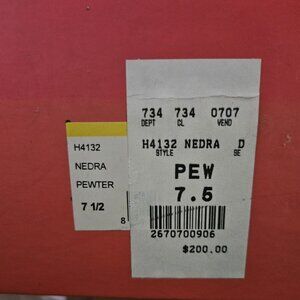 H4132
NEDRA
PEWTER
7 1/2
8
734 734 0707
DEPT CL VEND
H4132 NEDRA D
STYLE SE
PEW
7.5
2670700906
$200.00